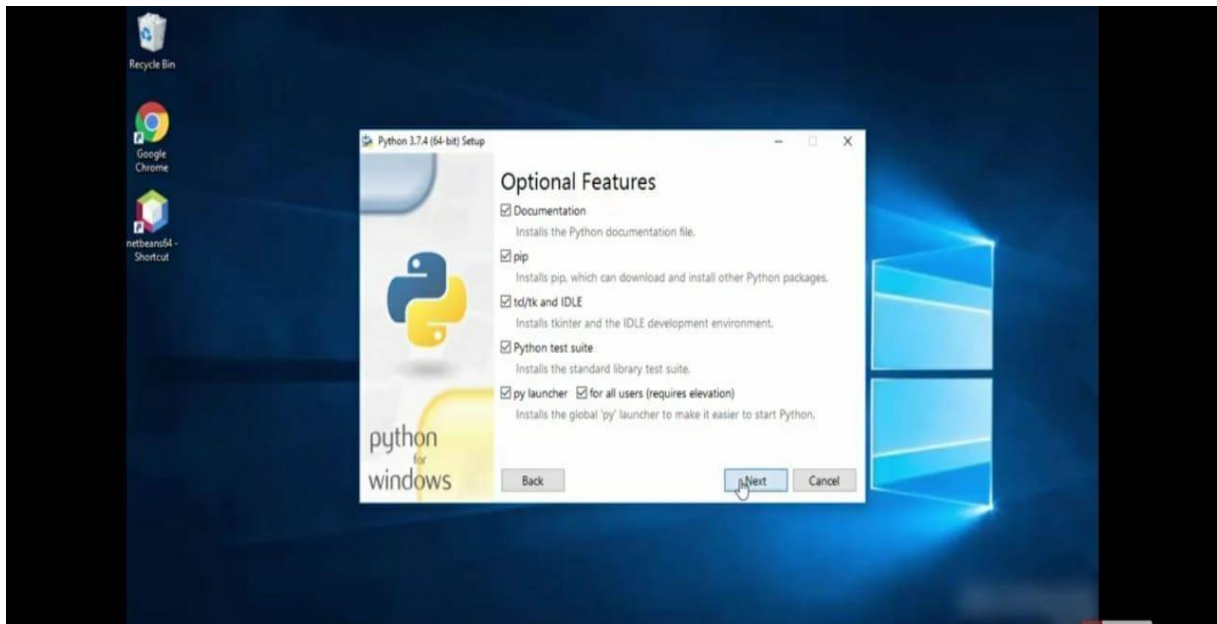 Recycle Bin
Google
Chrome
netbeans64 -
Shortcut
Python 3.7.4 (64-bit) Setup
Optional Features
Documentation
Installs the Python documentation file.
pip
Installs pip, which can download and install other Python packages.
tcl/tk and IDLE
Installs tkinter and the IDLE development environment.
Python test suite
Installs the standard library test suite.
py launcher for all users (requires elevation)
Installs the global 'py' launcher to make it easier to start Python.
python
for
windows
Back Next Cancel